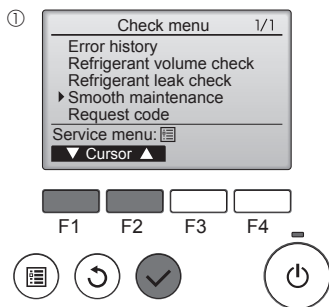 ①
Check menu 1/1
Error history
Refrigerant volume check
Refrigerant leak check
Smooth maintenance
Request code
Service menu:
▼ Cursor ▲
F1 F2 F3 F4